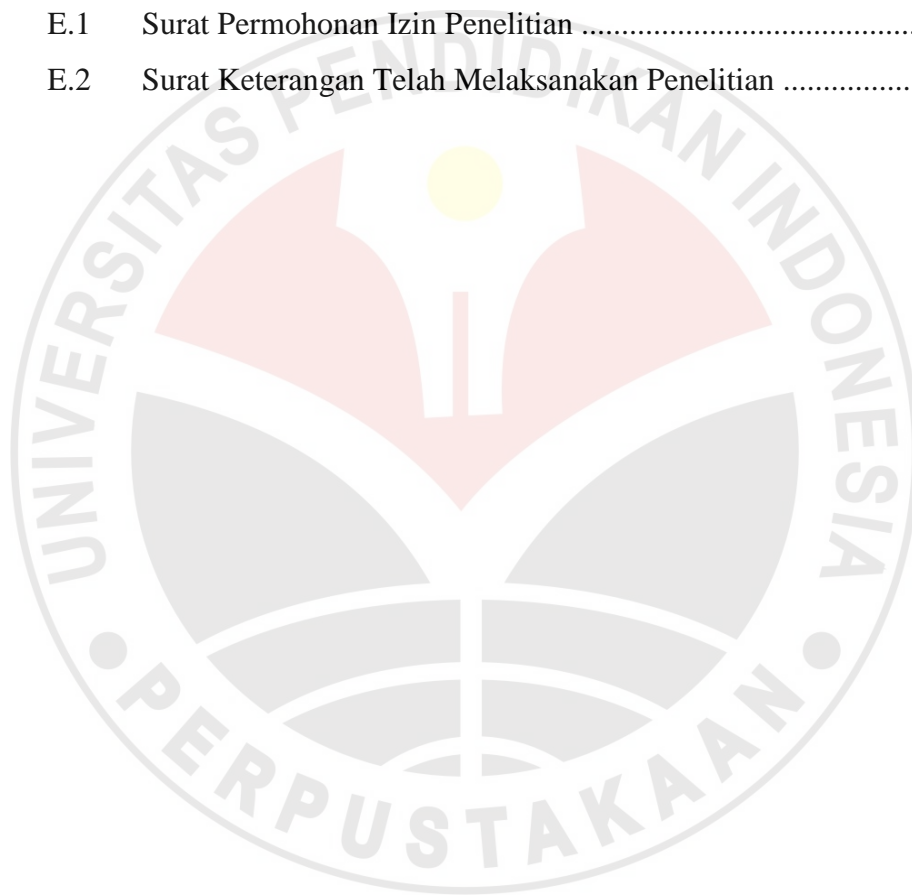 E.1 Surat Permohonan Izin Penelitian ..........................................
E.2 Surat Keterangan Telah Melaksanakan Penelitian ................
UNIVERSITAS PENDIDIKAN INDONESIA
PERPUSTAKAAN